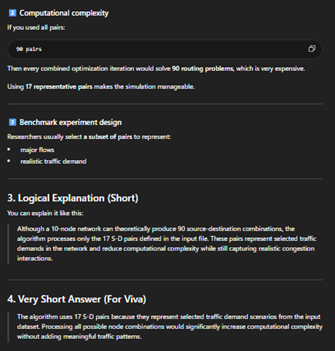 2 Computational complexity
If you used all pairs:
90 pairs
Then every combined optimization iteration would solve 90 routing problems, which is very expensive.
Using 17 representative pairs makes the simulation manageable.
3 Benchmark experiment design
Researchers usually select a subset of pairs to represent:
• major flows
• realistic traffic demand
3. Logical Explanation (Short)
You can explain it like this:
Although a 10-node network can theoretically produce 90 source-destination combinations, the
algorithm processes only the 17 S-D pairs defined in the input file. These pairs represent selected traffic
demands in the network and reduce computational complexity while still capturing realistic congestion
interactions.
4. Very Short Answer (For Viva)
The algorithm uses 17 S-D pairs because they represent selected traffic demand scenarios from the input
dataset. Processing all possible node combinations would significantly increase computational complexity
without adding meaningful traffic patterns.